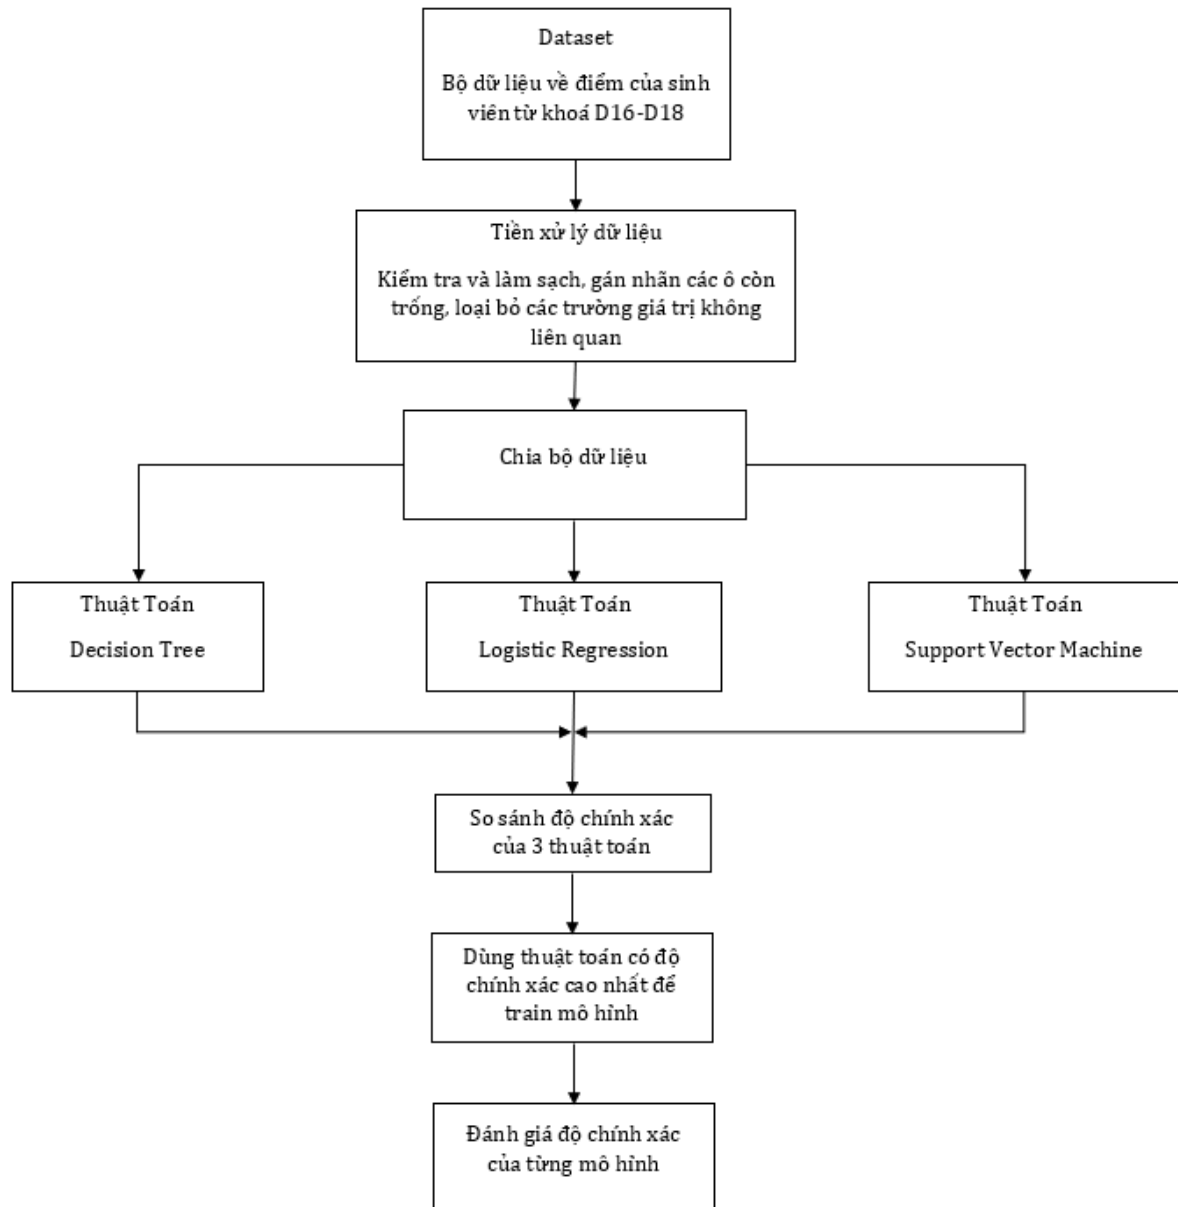 Dataset
Bộ dữ liệu về điểm của sinh
viên từ khoá D16-D18
Tiền xử lý dữ liệu
Kiểm tra và làm sạch, gán nhãn các ô còn
trống, loại bỏ các trường giá trị không
liên quan
Chia bộ dữ liệu
Thuật Toán
Decision Tree
Thuật Toán
Logistic Regression
Thuật Toán
Support Vector Machine
So sánh độ chính xác
của 3 thuật toán
Dùng thuật toán có độ
chính xác cao nhất để
train mô hình
Đánh giá độ chính xác
của từng mô hình